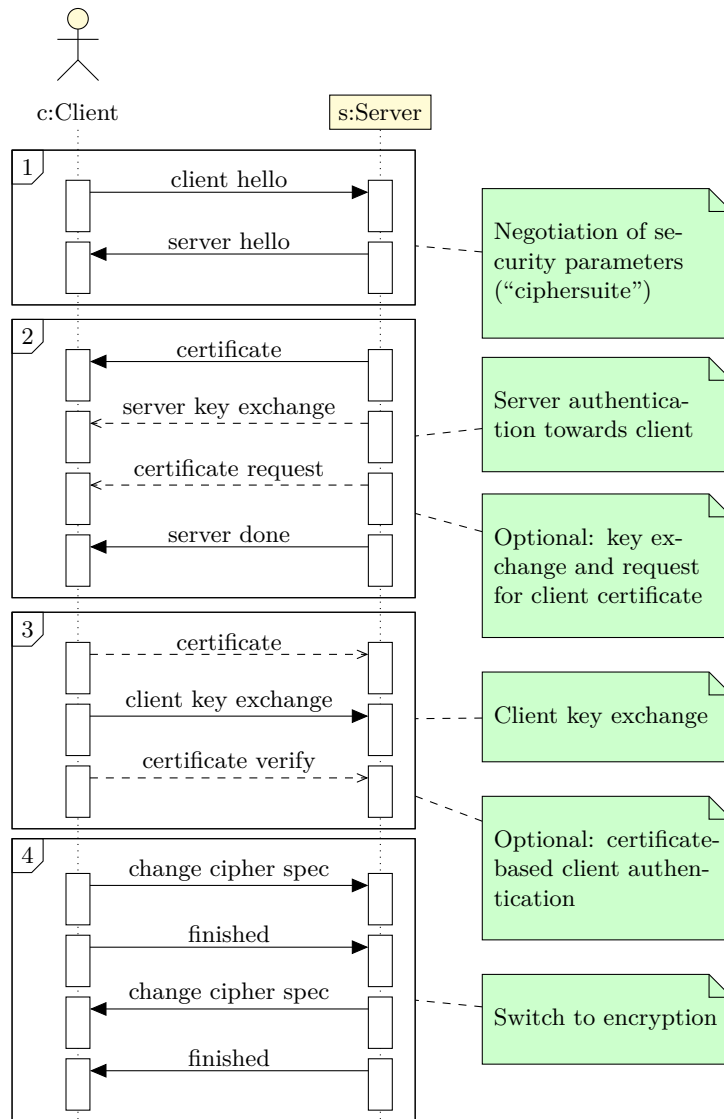 c:Client
s:Server
1
client hello
server hello
Negotiation of se-
curity parameters
(“ciphersuite”)
2
certificate
server key exchange
certificate request
server done
Server authentica-
tion towards client
Optional: key ex-
change and request
for client certificate
3
certificate
client key exchange
certificate verify
Client key exchange
Optional: certificate-
based client authen-
tication
4
change cipher spec
finished
change cipher spec
finished
Switch to encryption